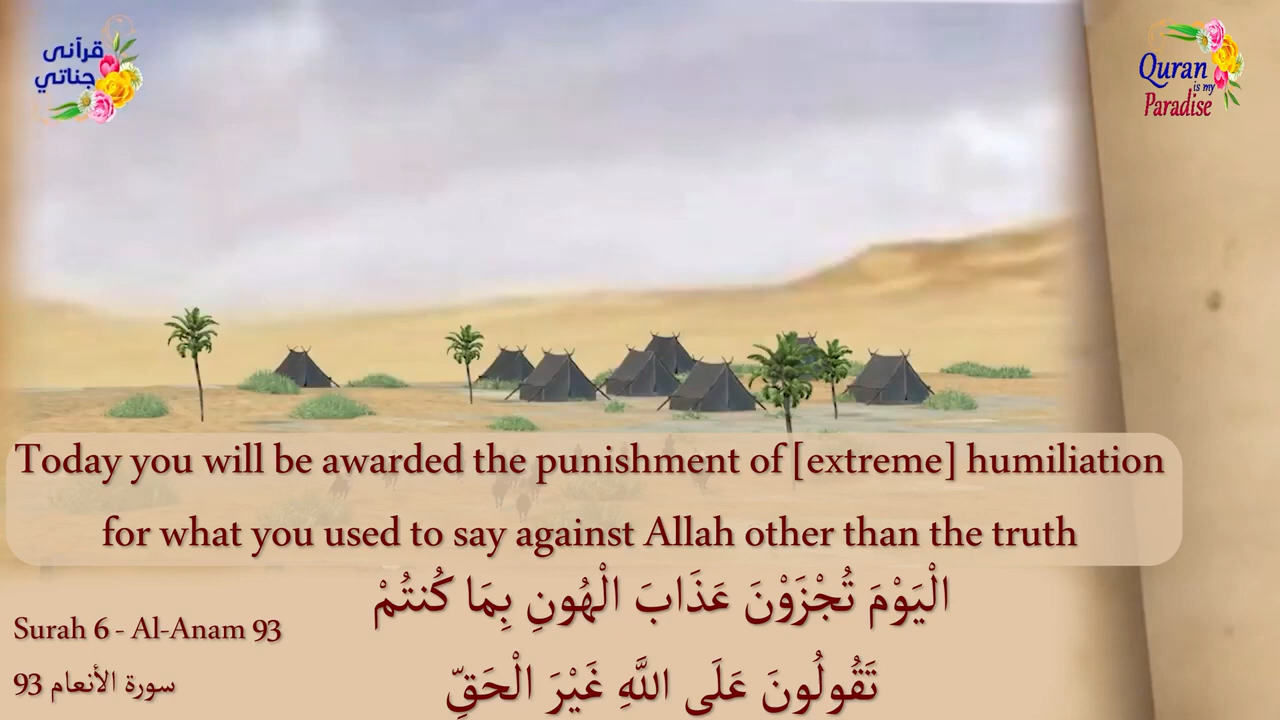 قرآنى
جناتي
Quran
is my
Paradise
Today you will be awarded the punishment of [extreme] humiliation
for what you used to say against Allah other than the truth
الْيَوْمَ تُجْزَوْنَ عَذَابَ الْهُونِ بِمَا كُنتُمْ
تَقُولُونَ عَلَى اللَّهِ غَيْرَ الْحَقِّ
Surah 6 - Al-Anam 93
سورة الأنعام 93